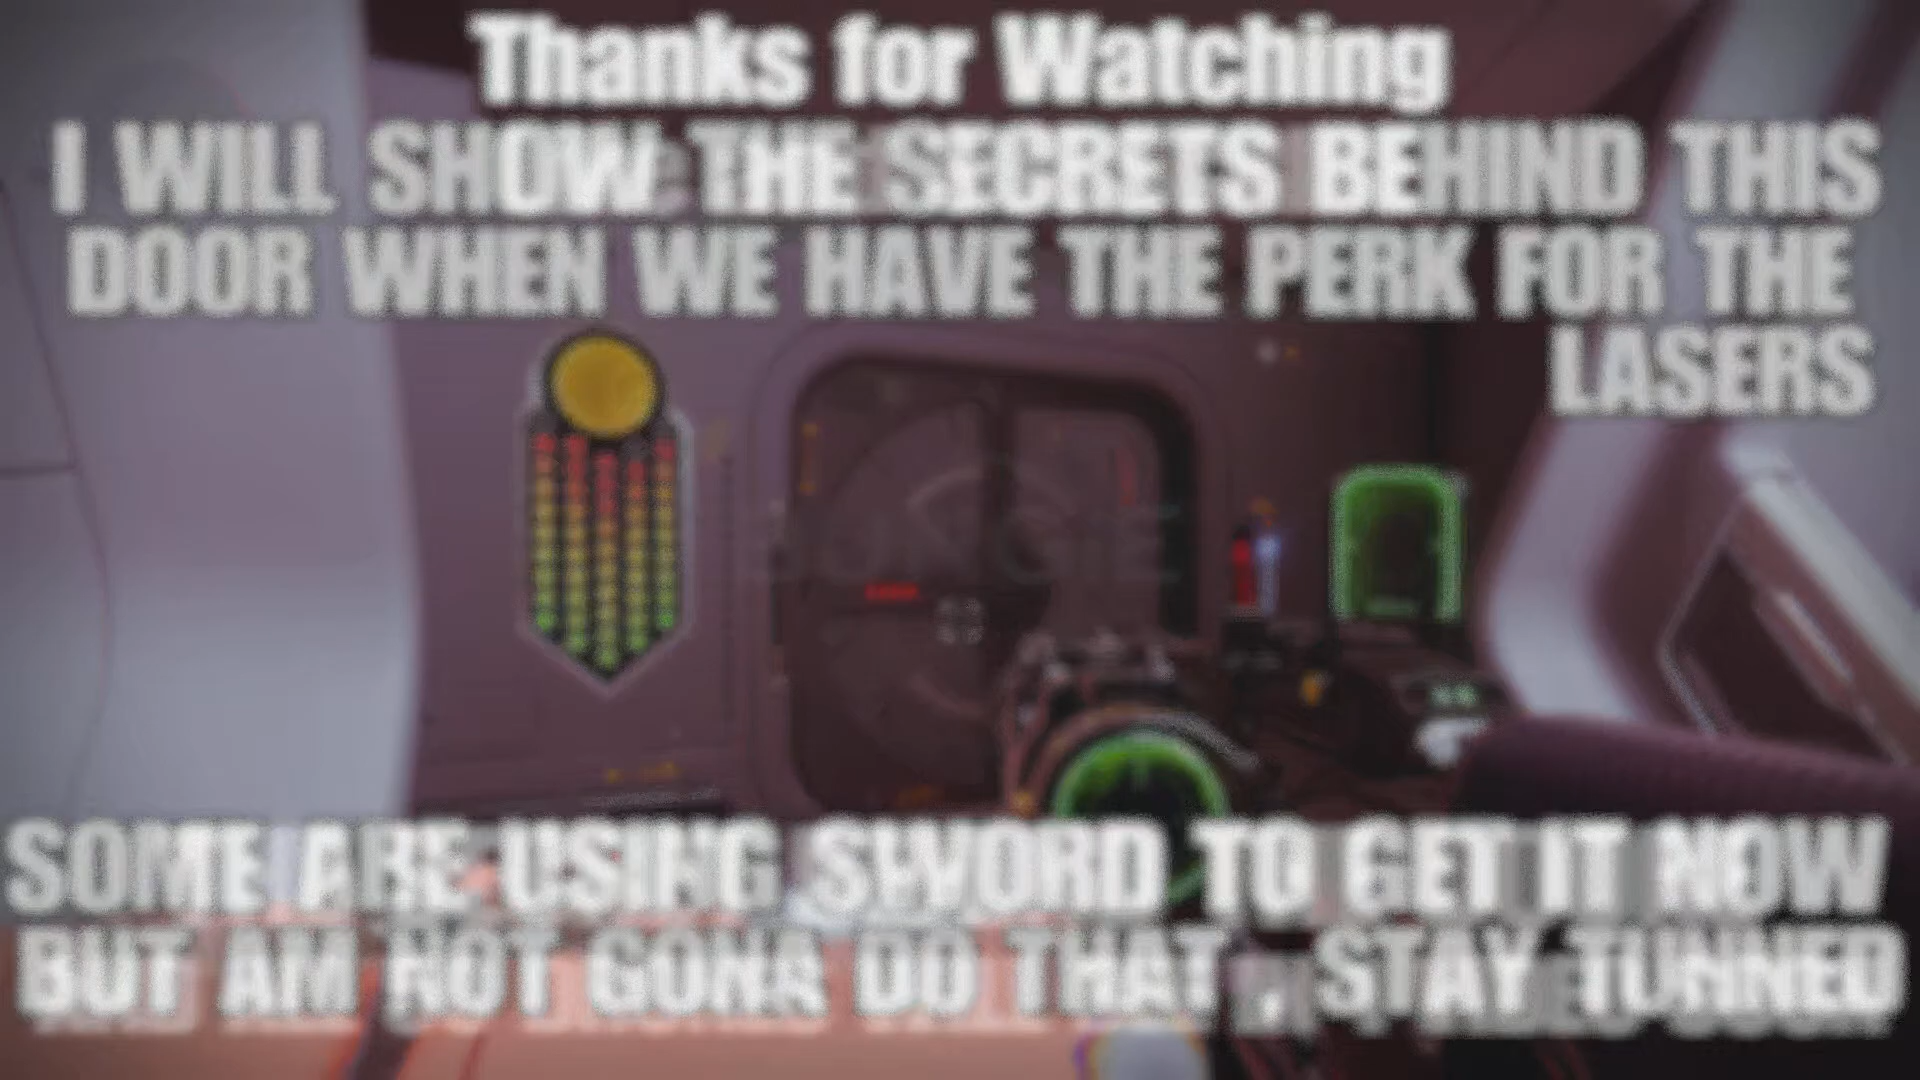 Thanks for Watching
I WILL SHOW THE SECRETS BEHIND THIS
DOOR WHEN WE HAVE THE PERK FOR THE
LASERS
BUNGIE
SOME ARE USING SWORD TO GET IT NOW
BUT AM NOT GONA DO THAT , STAY TUNNED